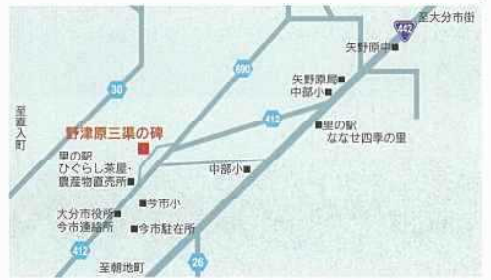 至大分市街
442
矢野原中
690
30
矢野原局
中部小
412
里の駅
ななせ四季の里
至直入町
野津原三渠の碑
里の駅
ひぐらし茶屋・
農産物直売所
中部小
今市小
大分市役所
今市連絡所
今市駐在所
412
至朝地町
26